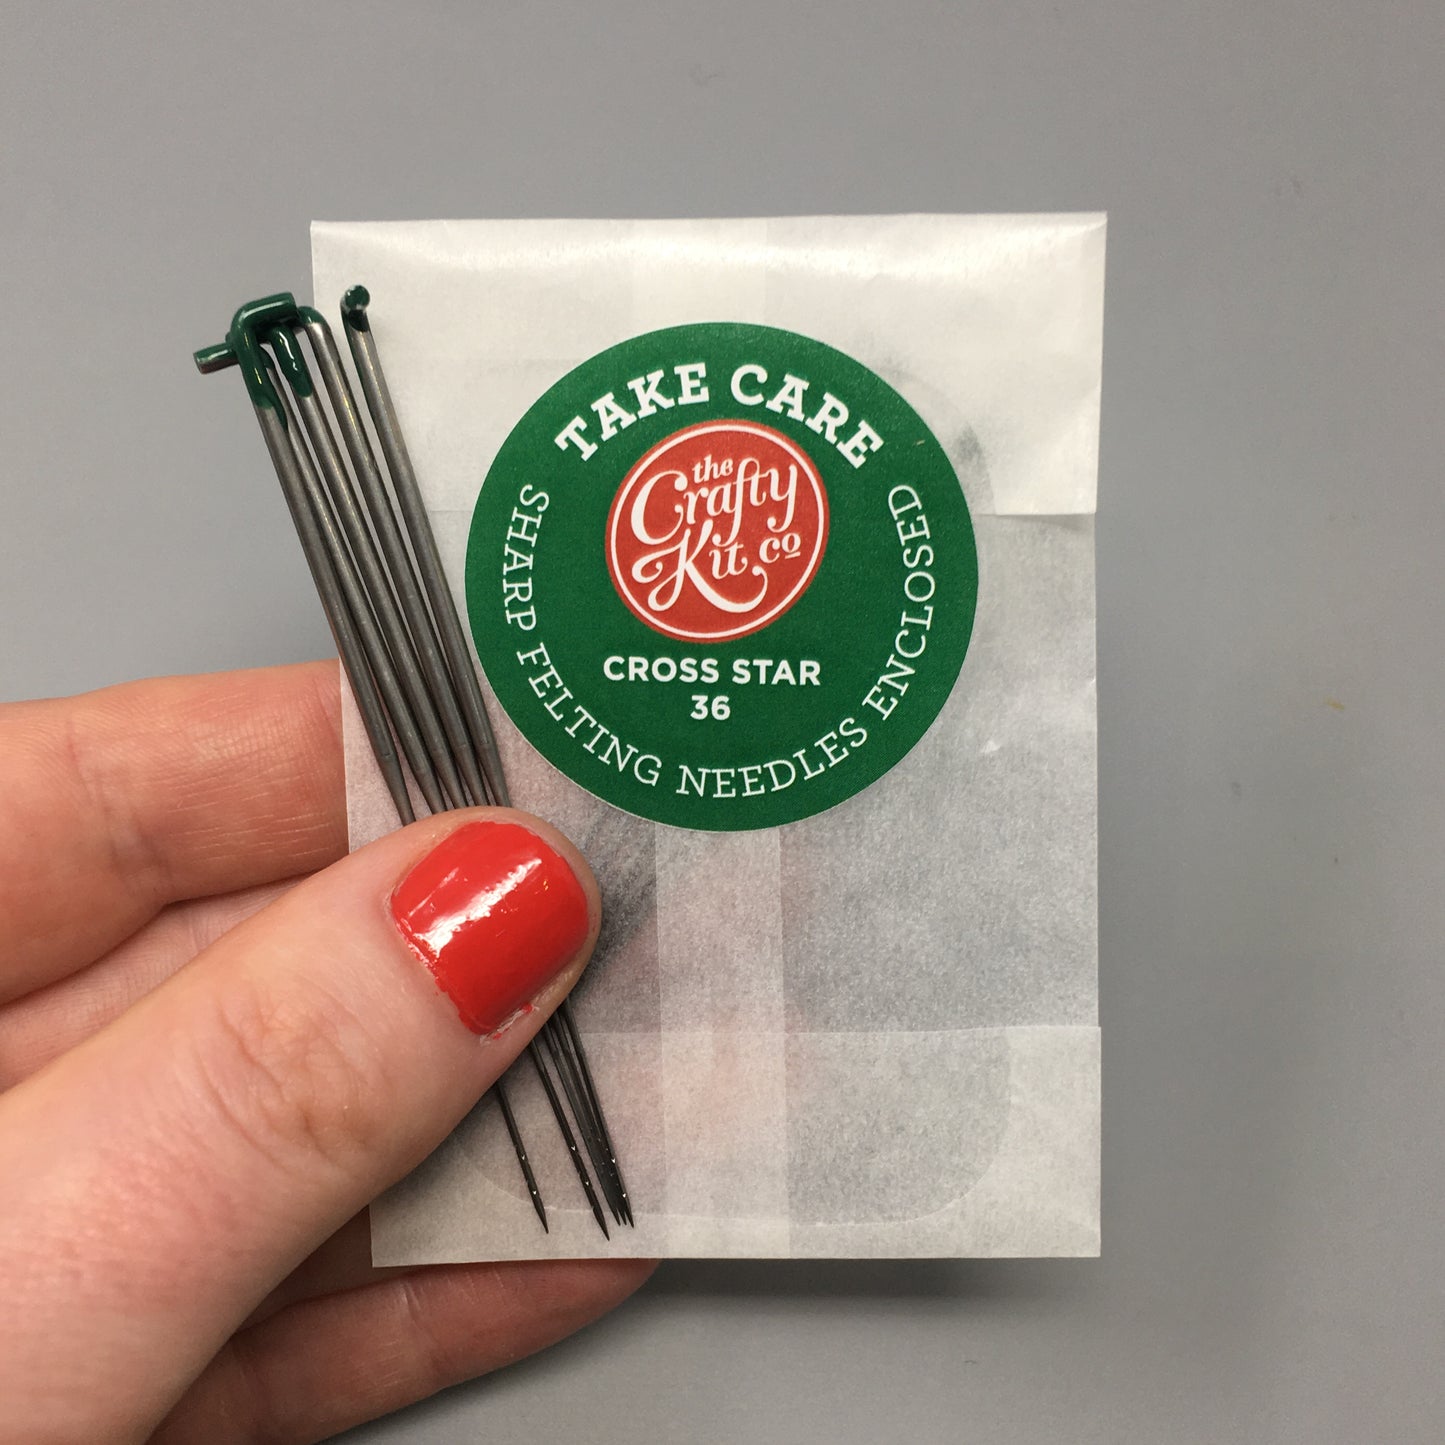 TAKE CARE
the
Crafty
Kit co
CROSS STAR
36
SHARP FELTING NEEDLES ENCLOSED